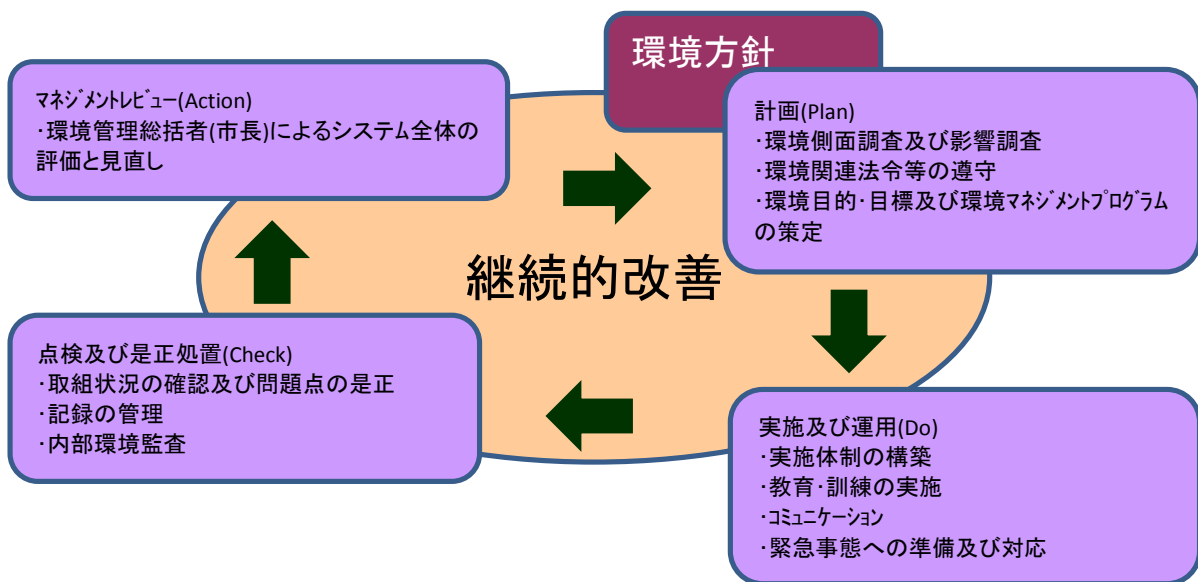 環境方針
マネジメントレビュー(Action)
・環境管理総括者(市長)によるシステム全体の
評価と見直し
計画(Plan)
・環境側面調査及び影響調査
・環境関連法令等の遵守
・環境目的・目標及び環境マネジメントプログラム
の策定
継続的改善
点検及び是正処置(Check)
・取組状況の確認及び問題点の是正
・記録の管理
・内部環境監査
実施及び運用(Do)
・実施体制の構築
・教育・訓練の実施
・コミュニケーション
・緊急事態への準備及び対応